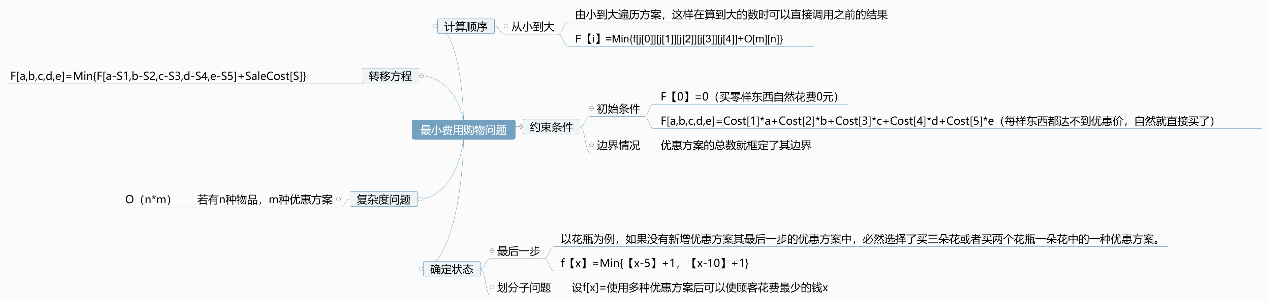 最小费用购物问题
计算顺序
从小到大
由小到大遍历方案，这样在算到大的数时可以直接调用之前的结果
F【i】=Min{f[j[0]][j[1]][j[2]][j[3]][j[4]]+O[m][n]}
转移方程
F[a,b,c,d,e]=Min{F[a-S1,b-S2,c-S3,d-S4,e-S5]+SaleCost[S]}
约束条件
初始条件
F【0】=0（买零样东西自然花费0元）
F[a,b,c,d,e]=Cost[1]*a+Cost[2]*b+Cost[3]*c+Cost[4]*d+Cost[5]*e（每样东西都达不到优惠价，自然就直接买了）
边界情况
优惠方案的总数就框定了其边界
复杂度问题
若有n种物品，m种优惠方案
O（n*m）
确定状态
最后一步
以花瓶为例，如果没有新增优惠方案其最后一步的优惠方案中，必然选择了买三朵花或者买两个花瓶一朵花中的一种优惠方案。
f【x】=Min{【x-5】+1，【x-10】+1}
划分子问题
设f[x]=使用多种优惠方案后可以使顾客花费最少的钱x